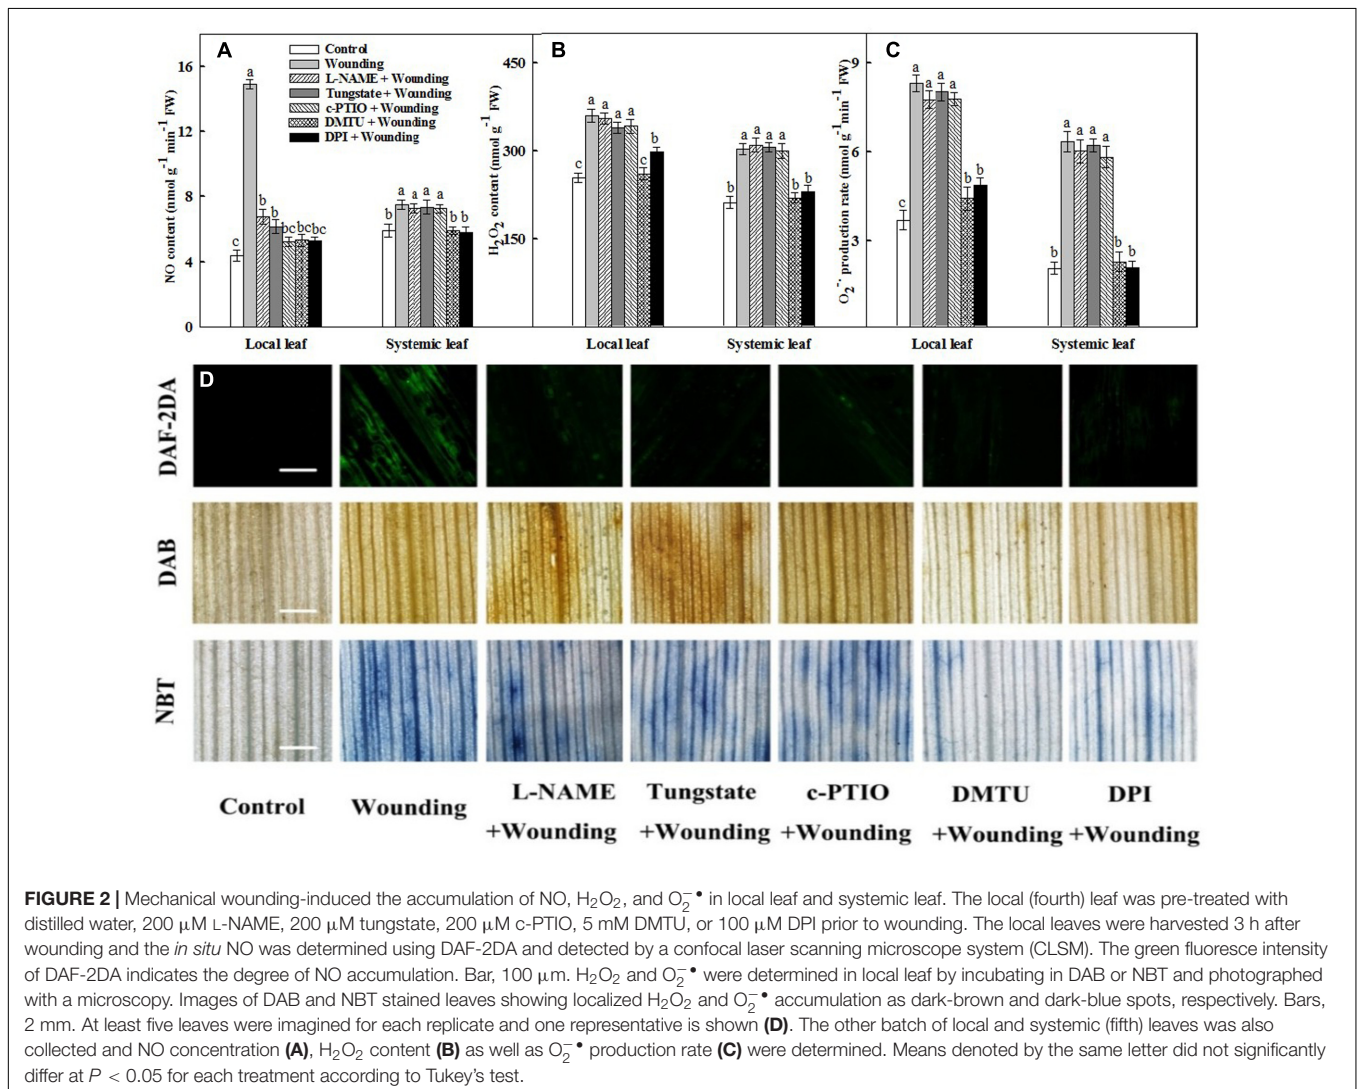 A
B
C
Control
Wounding
L-NAME + Wounding
Tungstate + Wounding
c-PTIO + Wounding
DMTU + Wounding
DPI + Wounding
NO content (nmol g⁻¹ min⁻¹ FW)
16
12
8
4
0
c
a
b
b
bc
bc
bc
b
a
a
a
a
b
b
Local leaf
Systemic leaf
H₂O₂ content (nmol g⁻¹ FW)
450
300
150
c
a
a
a
a
c
b
b
a
a
a
a
b
b
Local leaf
Systemic leaf
O₂⁻· production rate (nmol g⁻¹ min⁻¹ FW)
9
6
3
c
a
a
a
a
b
b
b
a
a
a
a
b
b
Local leaf
Systemic leaf
D
DAF-2DA
DAB
NBT
Control
Wounding
L-NAME +Wounding
Tungstate +Wounding
c-PTIO +Wounding
DMTU +Wounding
DPI +Wounding
FIGURE 2 | Mechanical wounding-induced the accumulation of NO, H₂O₂, and O₂⁻• in local leaf and systemic leaf. The local (fourth) leaf was pre-treated with
distilled water, 200 μM L-NAME, 200 μM tungstate, 200 μM c-PTIO, 5 mM DMTU, or 100 μM DPI prior to wounding. The local leaves were harvested 3 h after
wounding and the in situ NO was determined using DAF-2DA and detected by a confocal laser scanning microscope system (CLSM). The green fluoresce intensity
of DAF-2DA indicates the degree of NO accumulation. Bar, 100 μm. H₂O₂ and O₂⁻• were determined in local leaf by incubating in DAB or NBT and photographed
with a microscopy. Images of DAB and NBT stained leaves showing localized H₂O₂ and O₂⁻• accumulation as dark-brown and dark-blue spots, respectively. Bars,
2 mm. At least five leaves were imagined for each replicate and one representative is shown (D). The other batch of local and systemic (fifth) leaves was also
collected and NO concentration (A), H₂O₂ content (B) as well as O₂⁻• production rate (C) were determined. Means denoted by the same letter did not significantly
differ at P < 0.05 for each treatment according to Tukey's test.